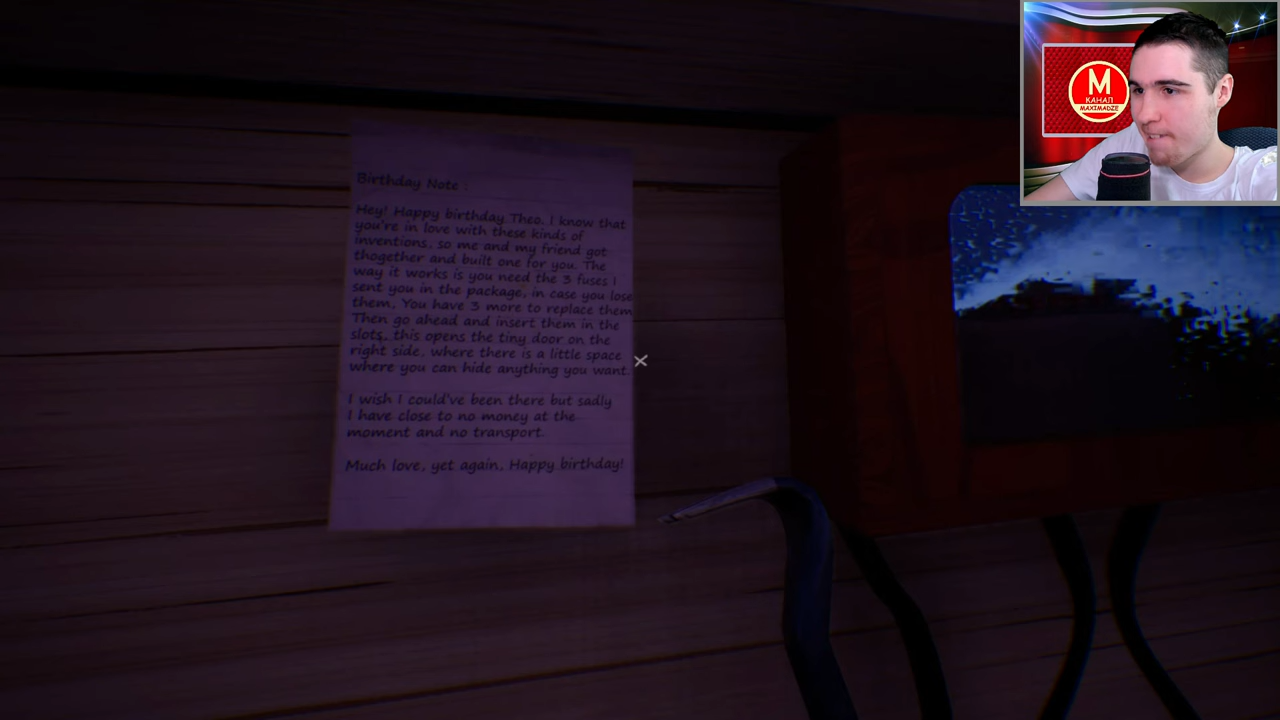 Birthday Note :
Hey! Happy birthday Theo. I know that
you're in love with these kinds of
inventions, so me and my friend got
thogether and built one for you. The
way it works is you need the 3 fuses I
sent you in the package, in case you lose
them. You have 3 more to replace them
Then go ahead and insert them in the
slots, this opens the tiny door on the
right side, where there is a little space
where you can hide anything you want.
I wish I could've been there but sadly
I have close to no money at the
moment and no transport.
Much love, yet again, Happy birthday!
М
КАНАЛ
MAXIMADZE